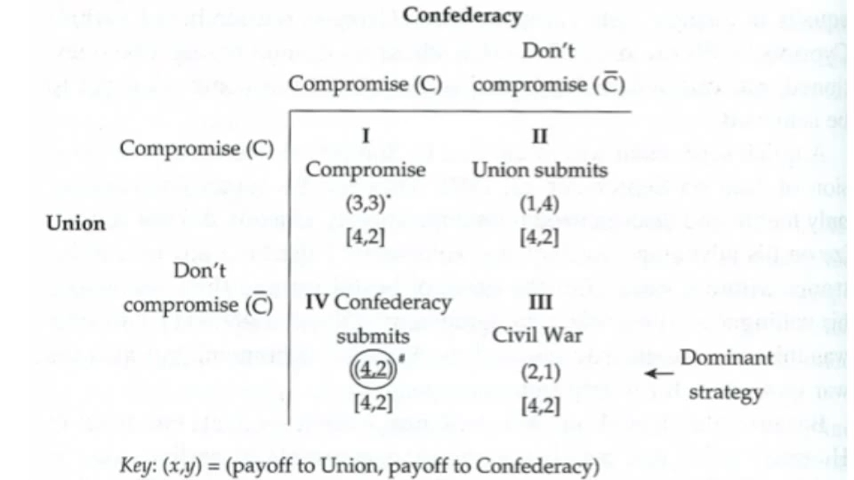 Confederacy
Don't
Compromise (C) compromise (C̅)
I II
Compromise (C)
Compromise Union submits
(3,3)* (1,4)
Union
[4,2] [4,2]
Don't
compromise (C̅) IV Confederacy III
submits Civil War
(4,2)* (2,1) ← Dominant
strategy
[4,2] [4,2]
Key: (x,y) = (payoff to Union, payoff to Confederacy)